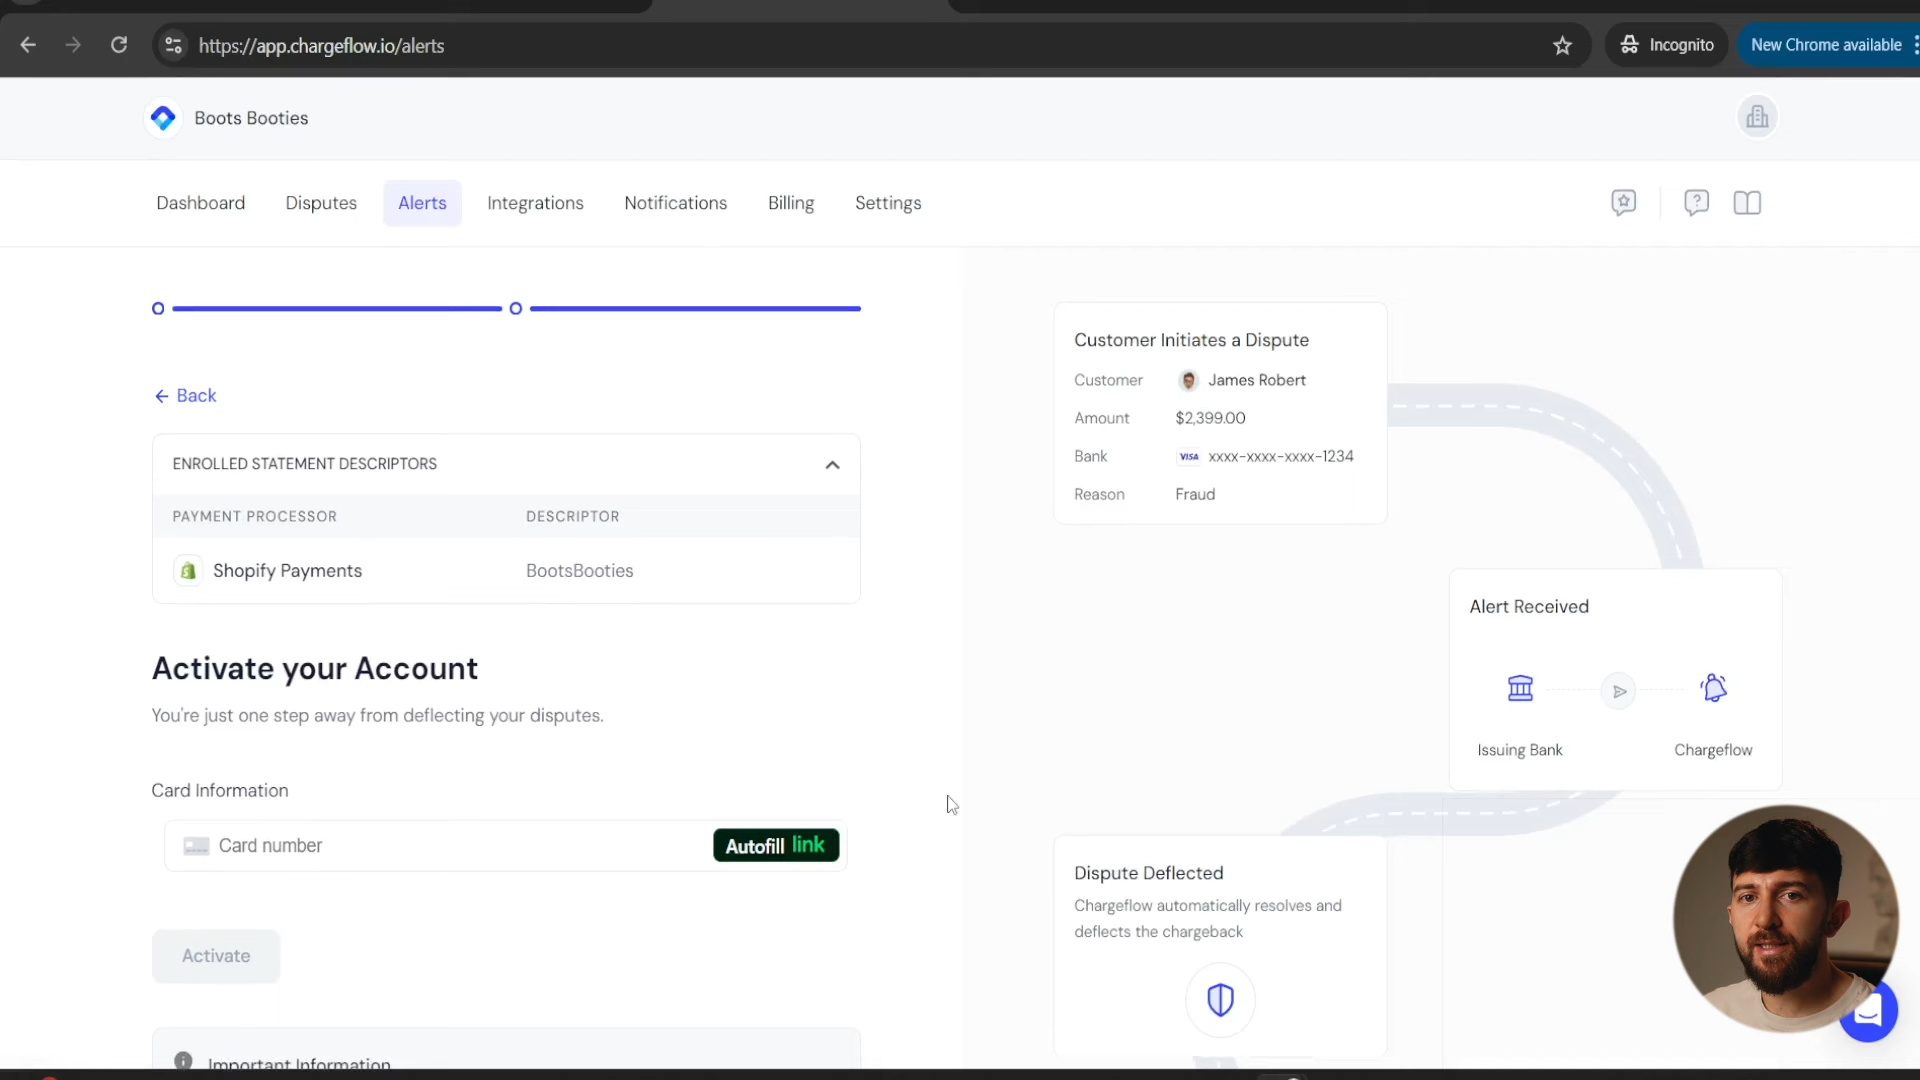 https://app.chargeflow.io/alerts
Incognito
New Chrome available
Boots Booties
Dashboard
Disputes
Alerts
Integrations
Notifications
Billing
Settings
Back
ENROLLED STATEMENT DESCRIPTORS
PAYMENT PROCESSOR DESCRIPTOR
Shopify Payments BootsBooties
Activate your Account
You're just one step away from deflecting your disputes.
Card Information
Card number
Autofill link
Activate
Important Information
Customer Initiates a Dispute
Customer James Robert
Amount $2,399.00
Bank VISA xxxx-xxxx-xxxx-1234
Reason Fraud
Alert Received
Issuing Bank Chargeflow
Dispute Deflected
Chargeflow automatically resolves and
deflects the chargeback